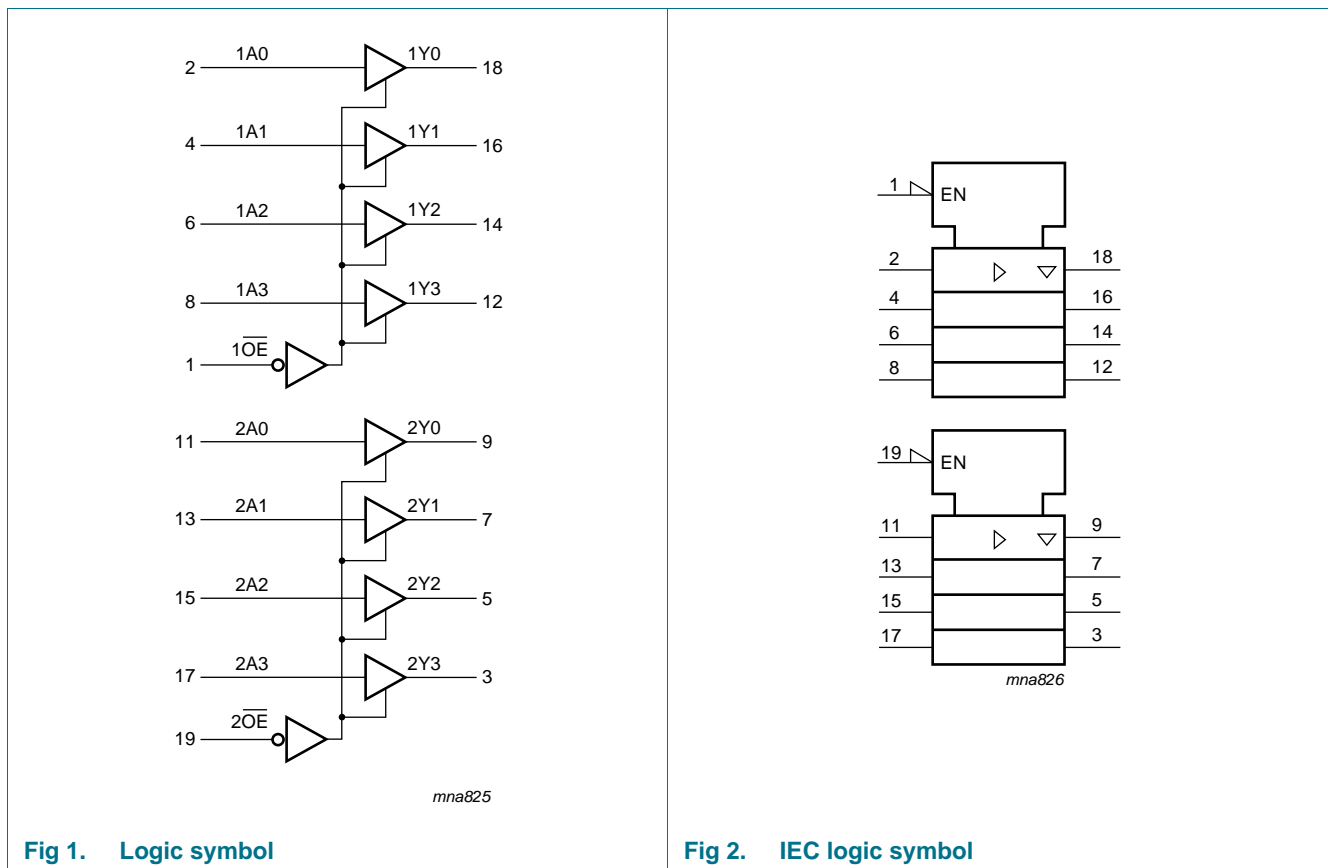 2 1A0 1Y0 18
4 1A1 1Y1 16
6 1A2 1Y2 14
8 1A3 1Y3 12
1 1O̅E̅
11 2A0 2Y0 9
13 2A1 2Y1 7
15 2A2 2Y2 5
17 2A3 2Y3 3
19 2O̅E̅
mna825
Fig 1. Logic symbol
1 EN
2 18
4 16
6 14
8 12
19 EN
11 9
13 7
15 5
17 3
mna826
Fig 2. IEC logic symbol